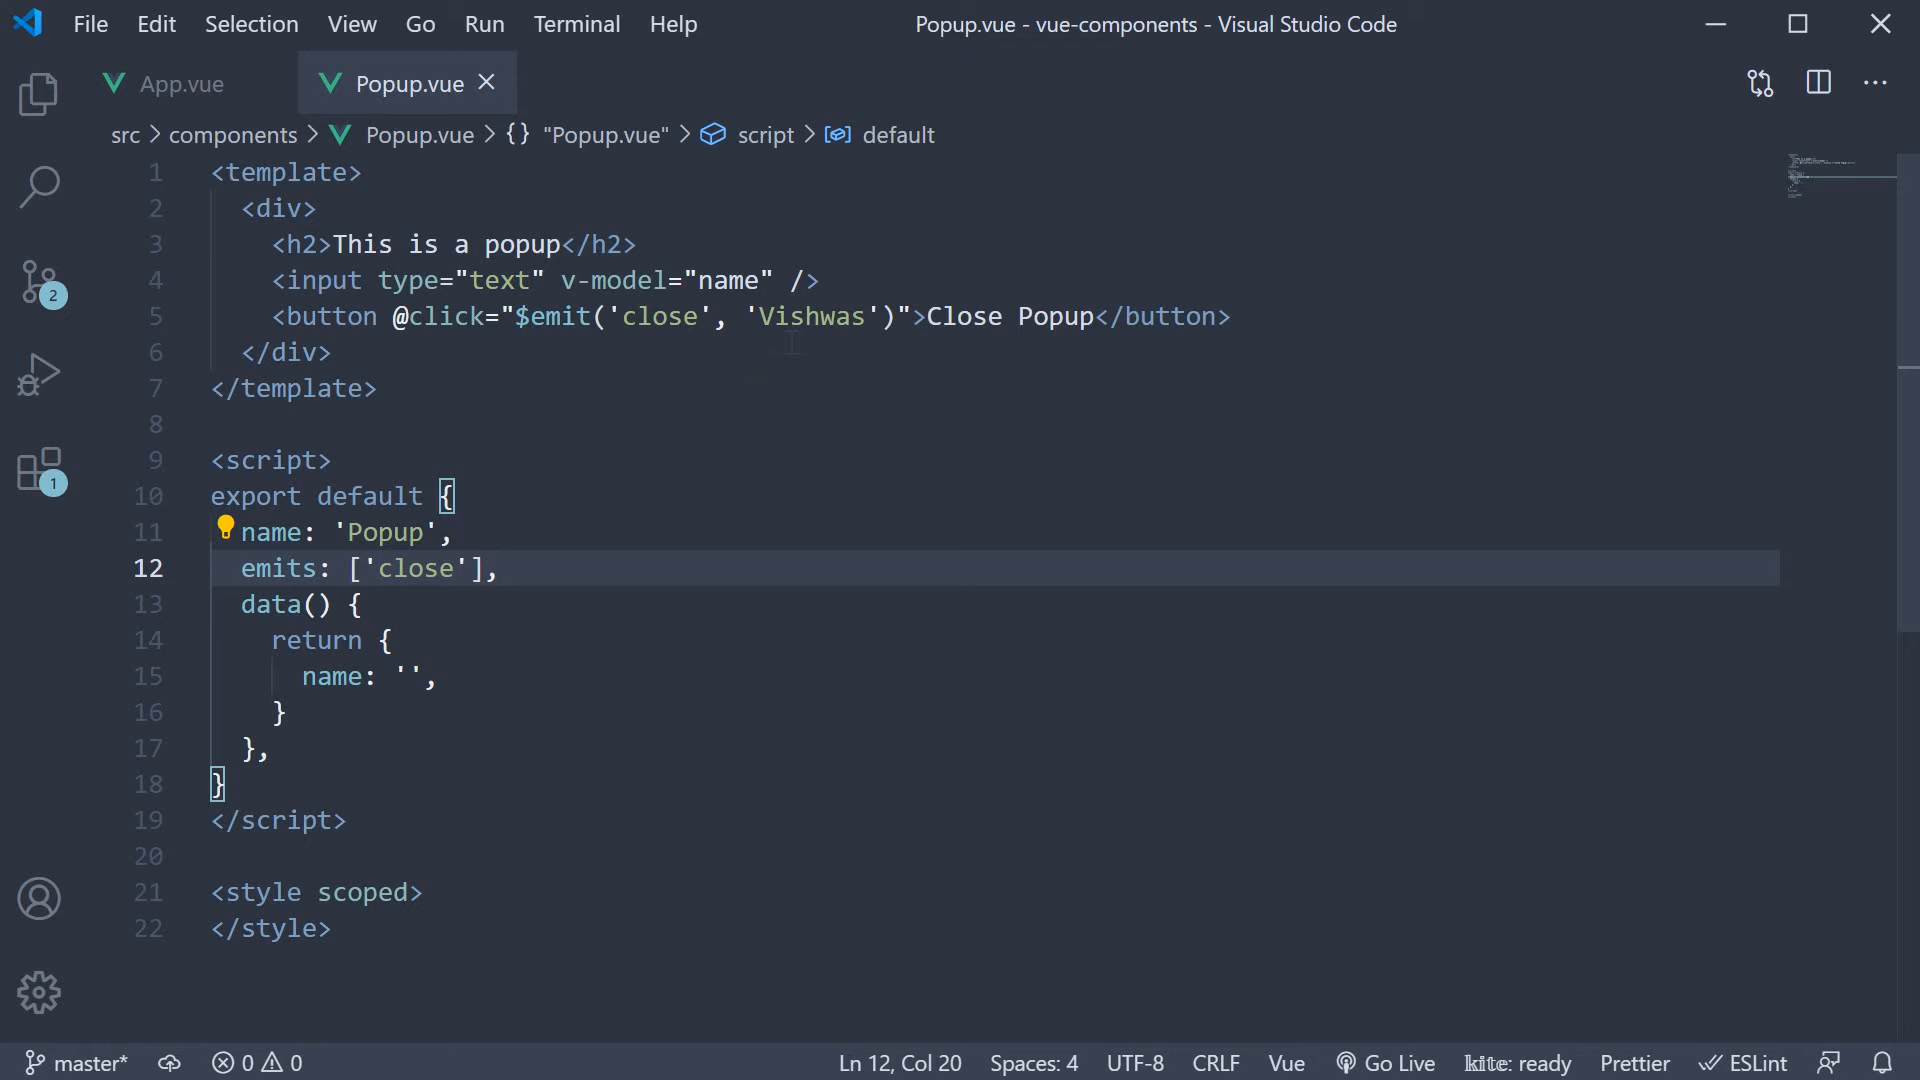 File Edit Selection View Go Run Terminal Help Popup.vue - vue-components - Visual Studio Code
App.vue Popup.vue
src > components > Popup.vue > {} "Popup.vue" > script > default
1 <template>
2 <div>
3 <h2>This is a popup</h2>
4 <input type="text" v-model="name" />
5 <button @click="$emit('close', 'Vishwas')">Close Popup</button>
6 </div>
7 </template>
8
9 <script>
10 export default {
11 name: 'Popup',
12 emits: ['close'],
13 data() {
14 return {
15 name: '',
16 }
17 },
18 }
19 </script>
20
21 <style scoped>
22 </style>
2
1
master* 0 0 Ln 12, Col 20 Spaces: 4 UTF-8 CRLF Vue Go Live kite: ready Prettier ESLint